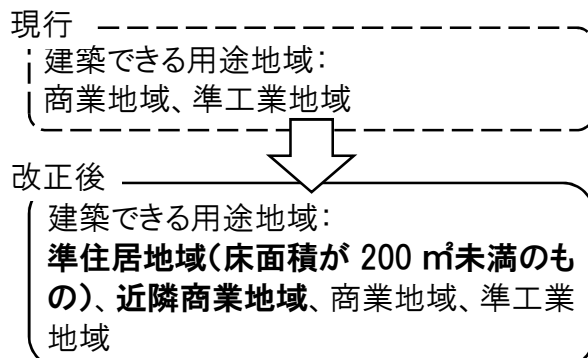 現行
建築できる用途地域:
商業地域、準工業地域
改正後
建築できる用途地域:
準住居地域(床面積が 200 ㎡未満のも
の)、近隣商業地域、商業地域、準工業
地域